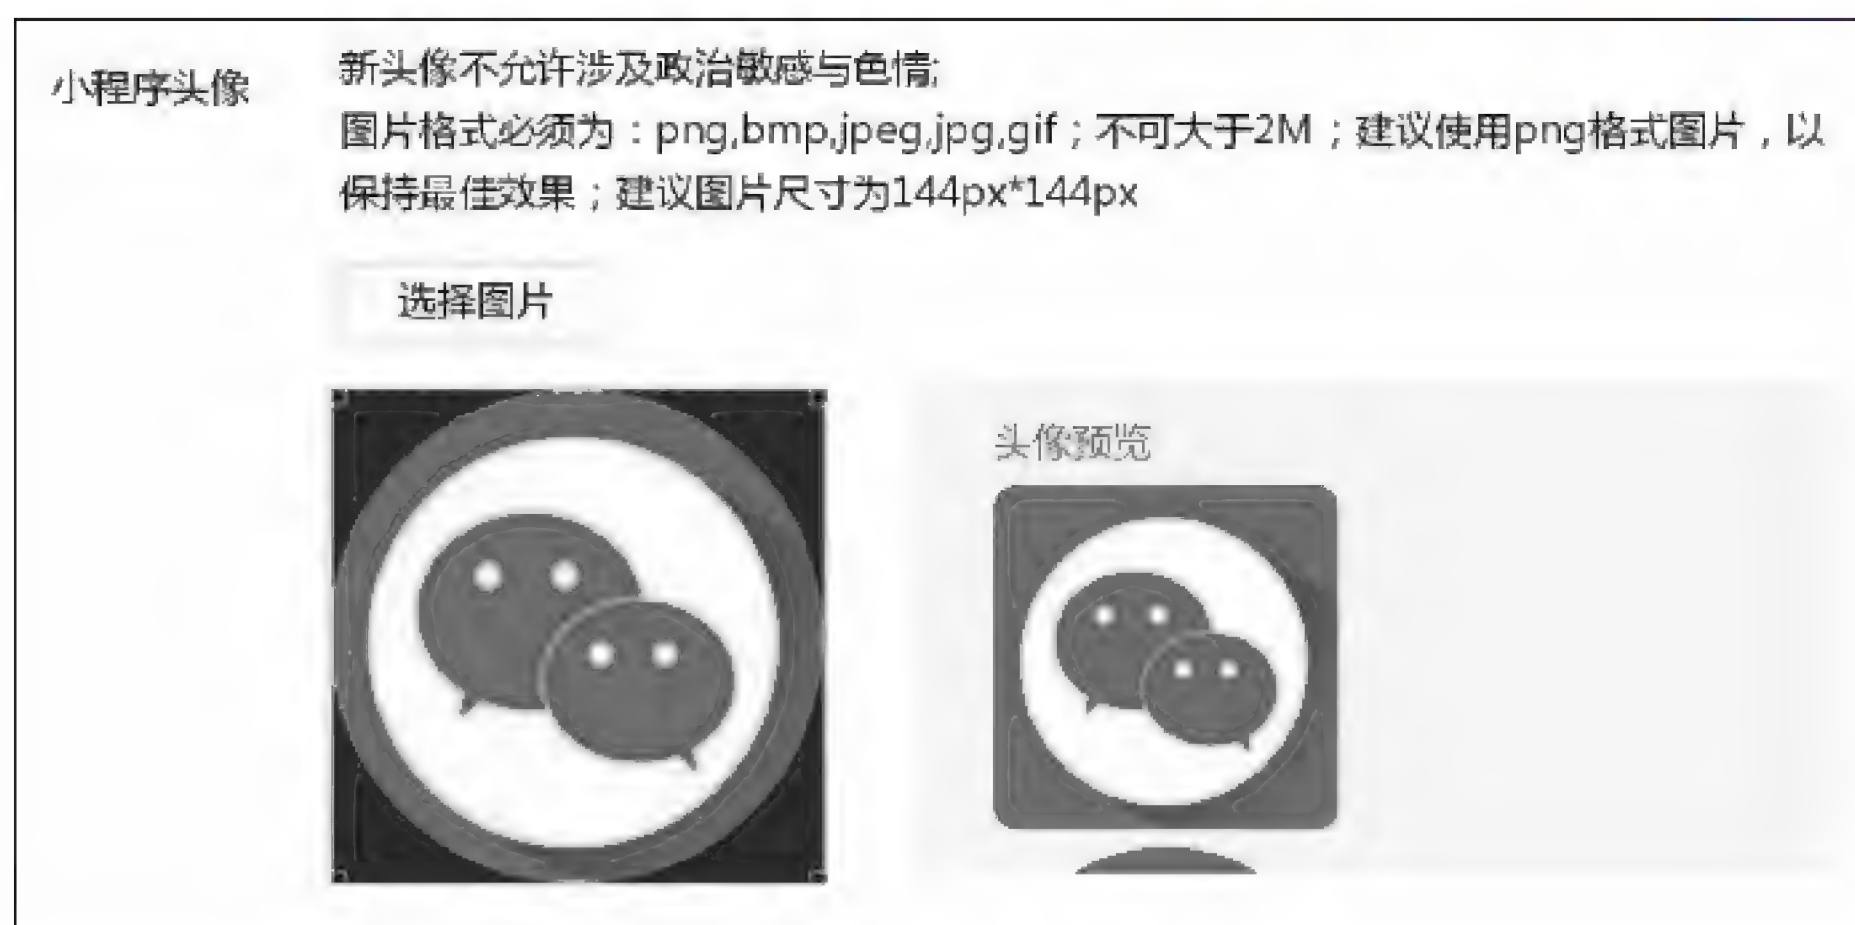 小程序头像
新头像不允许涉及政治敏感与色情;
图片格式必须为：png,bmp,jpeg,jpg,gif；不可大于2M；建议使用png格式图片，以
保持最佳效果；建议图片尺寸为144px*144px
选择图片
头像预览